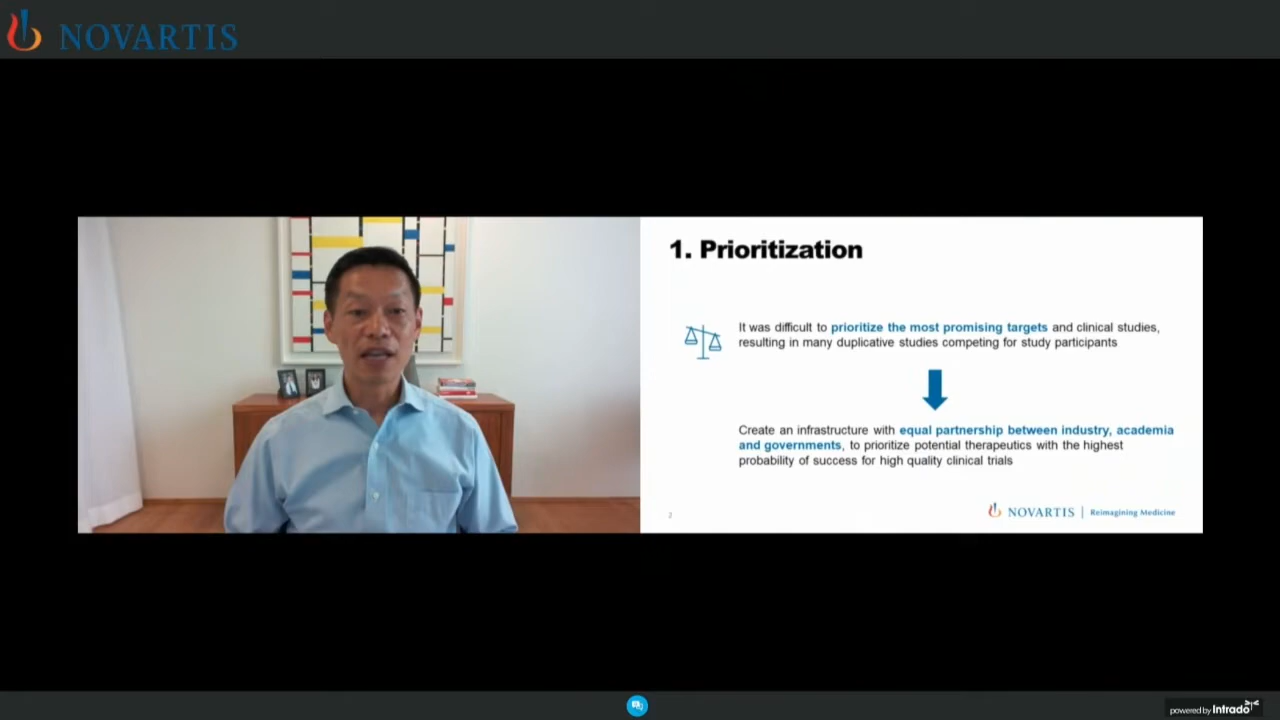 NOVARTIS
1. Prioritization
It was difficult to prioritize the most promising targets and clinical studies,
resulting in many duplicative studies competing for study participants
Create an infrastructure with equal partnership between industry, academia
and governments, to prioritize potential therapeutics with the highest
probability of success for high quality clinical trials
2
NOVARTIS | Reimagining Medicine
powered by Intrado